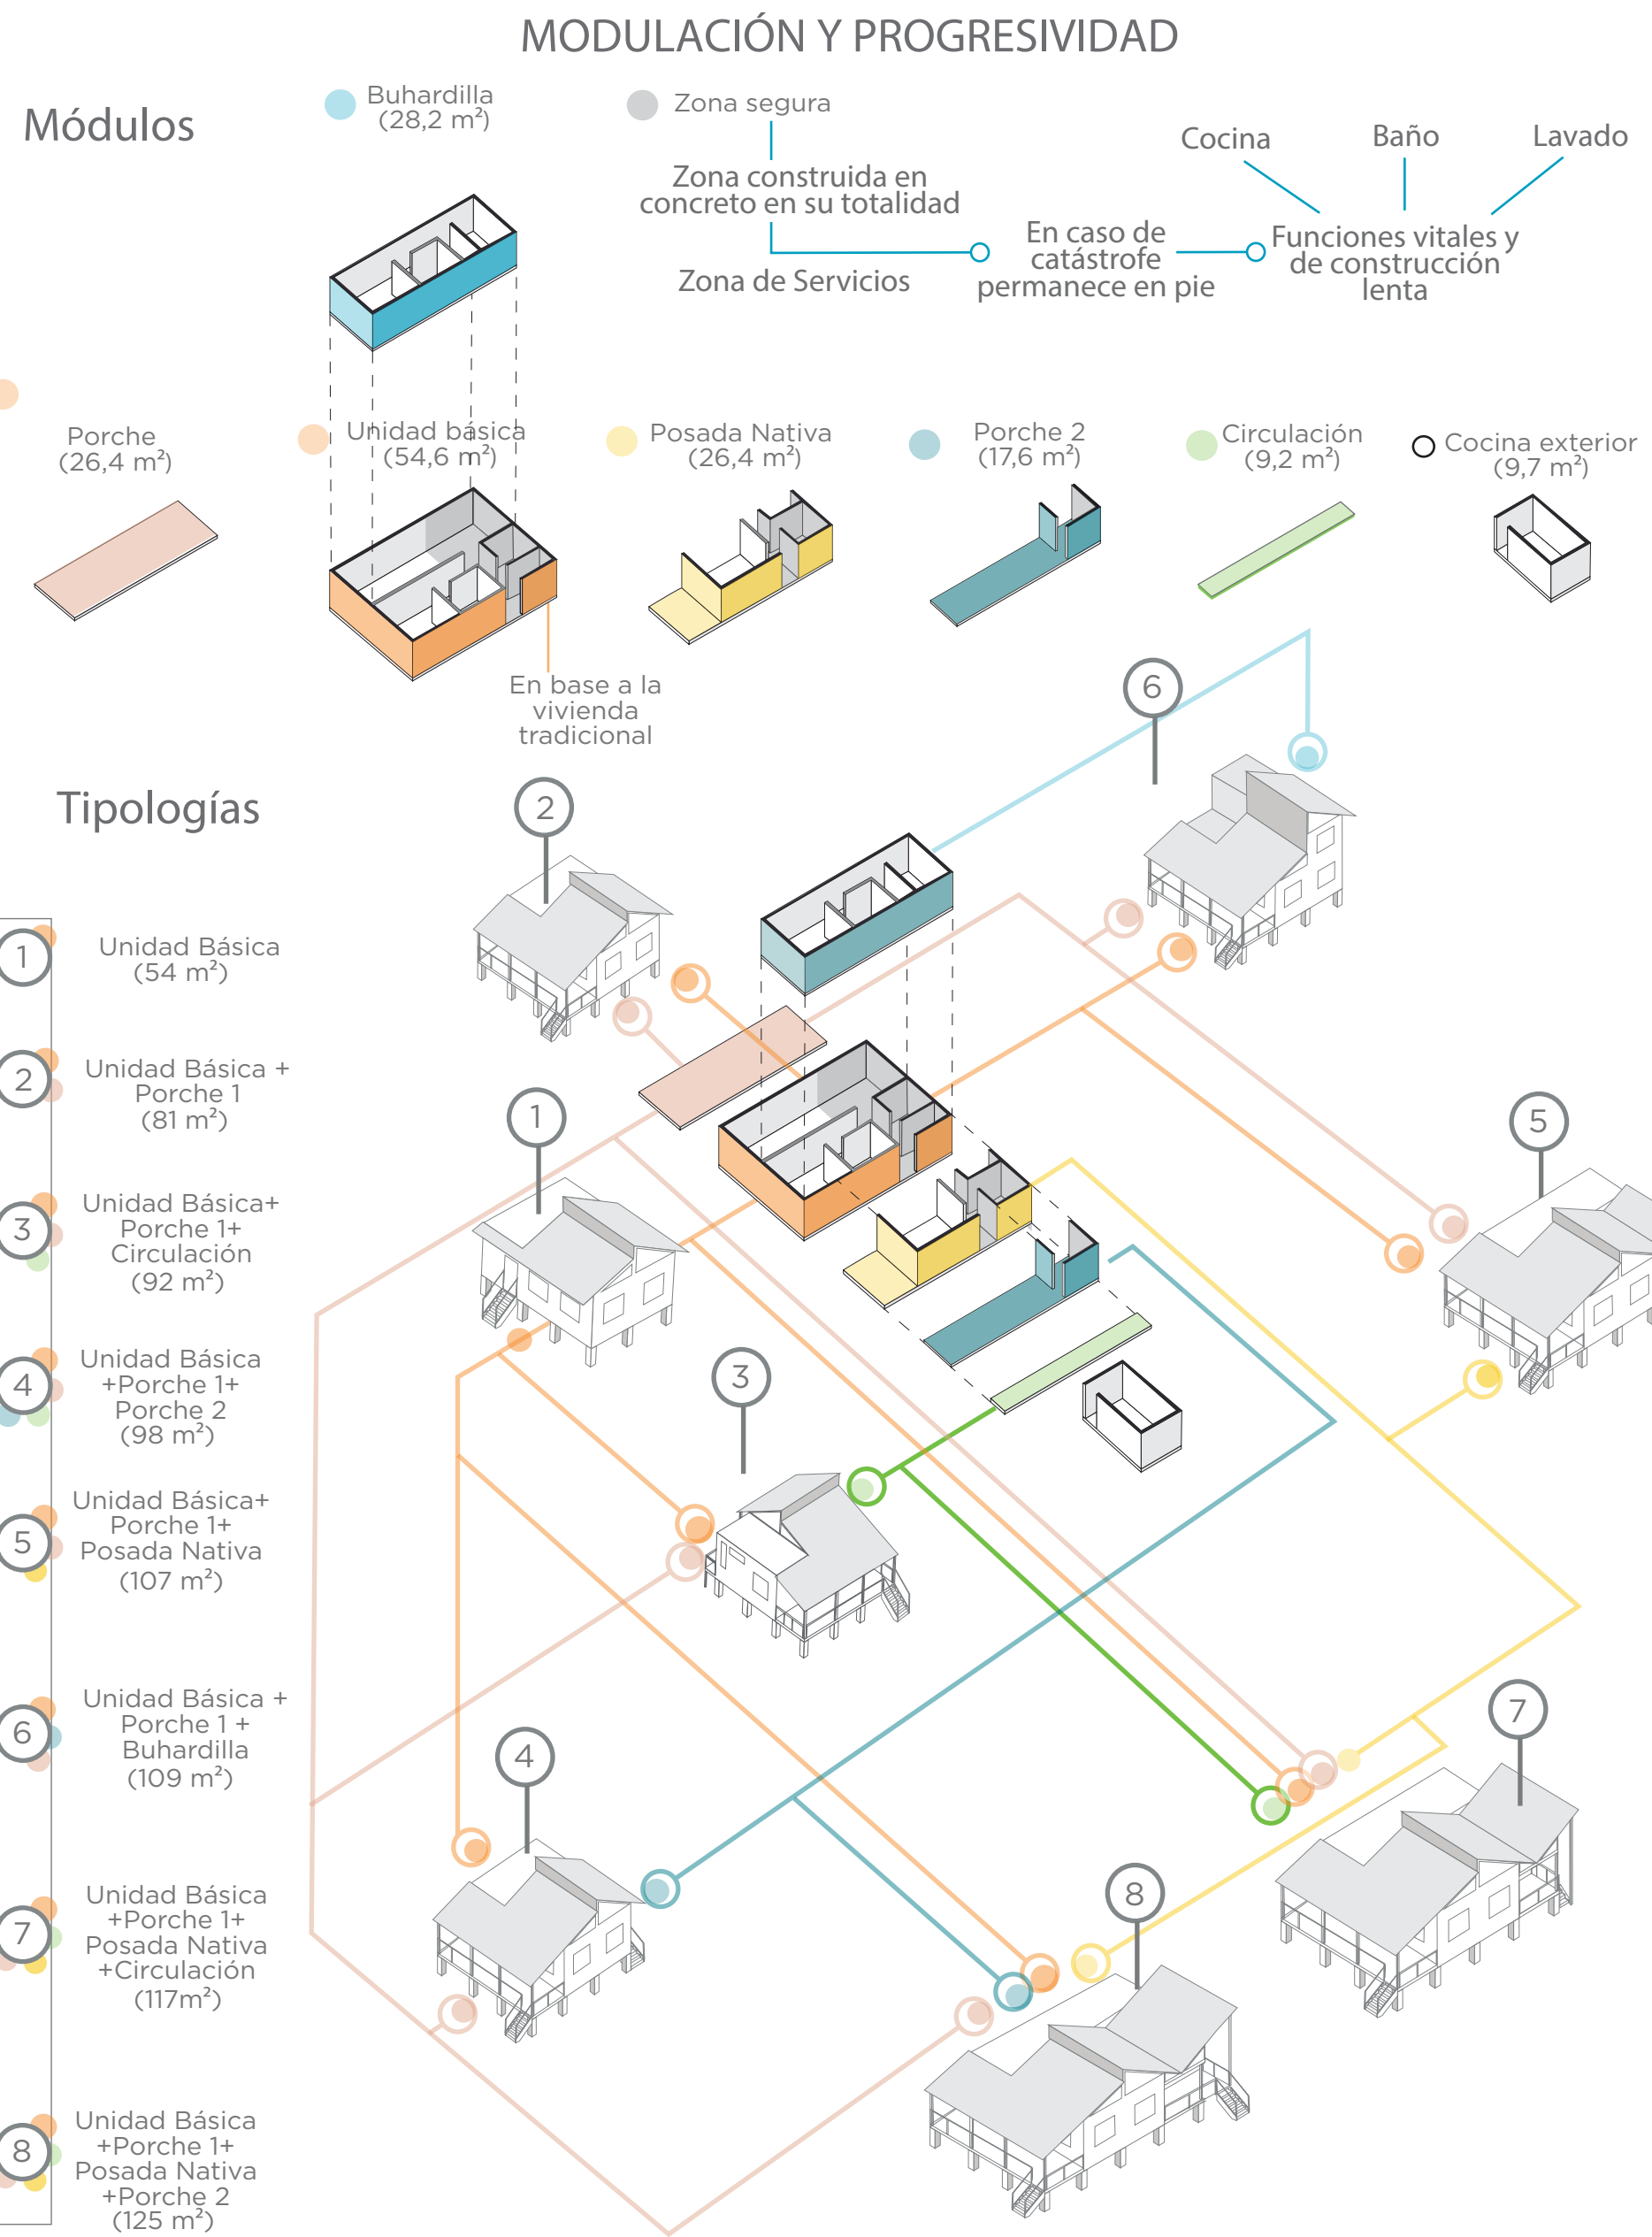 MODULACIÓN Y PROGRESIVIDAD
Módulos
Buhardilla
(28,2 m²)
Zona segura
Zona construida en
concreto en su totalidad
Zona de Servicios
En caso de
catástrofe
permanece en pie
Cocina
Baño
Lavado
Funciones vitales y
de construcción
lenta
Porche
(26,4 m²)
Unidad básica
(54,6 m²)
Posada Nativa
(26,4 m²)
Porche 2
(17,6 m²)
Circulación
(9,2 m²)
Cocina exterior
(9,7 m²)
En base a la
vivienda
tradicional
Tipologías
1
Unidad Básica
(54 m²)
2
Unidad Básica +
Porche 1
(81 m²)
3
Unidad Básica+
Porche 1+
Circulación
(92 m²)
4
Unidad Básica
+Porche 1+
Porche 2
(98 m²)
5
Unidad Básica+
Porche 1+
Posada Nativa
(107 m²)
6
Unidad Básica +
Porche 1 +
Buhardilla
(109 m²)
7
Unidad Básica
+Porche 1+
Posada Nativa
+Circulación
(117m²)
8
Unidad Básica
+Porche 1+
Posada Nativa
+Porche 2
(125 m²)
6
2
1
5
3
7
4
8